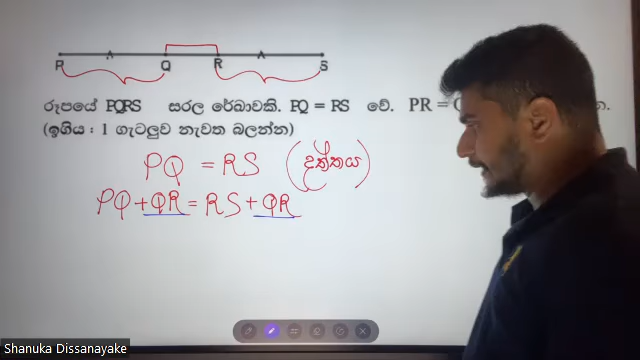 P Q R S
රූපයේ PQRS සරල රේඛාවකි. PQ = RS වේ. PR =
(ඉඟිය : 1 ගැටලුව නැවත බලන්න)
PQ = RS (දත්තය)
PQ + QR = RS + QR
Shanuka Dissanayake